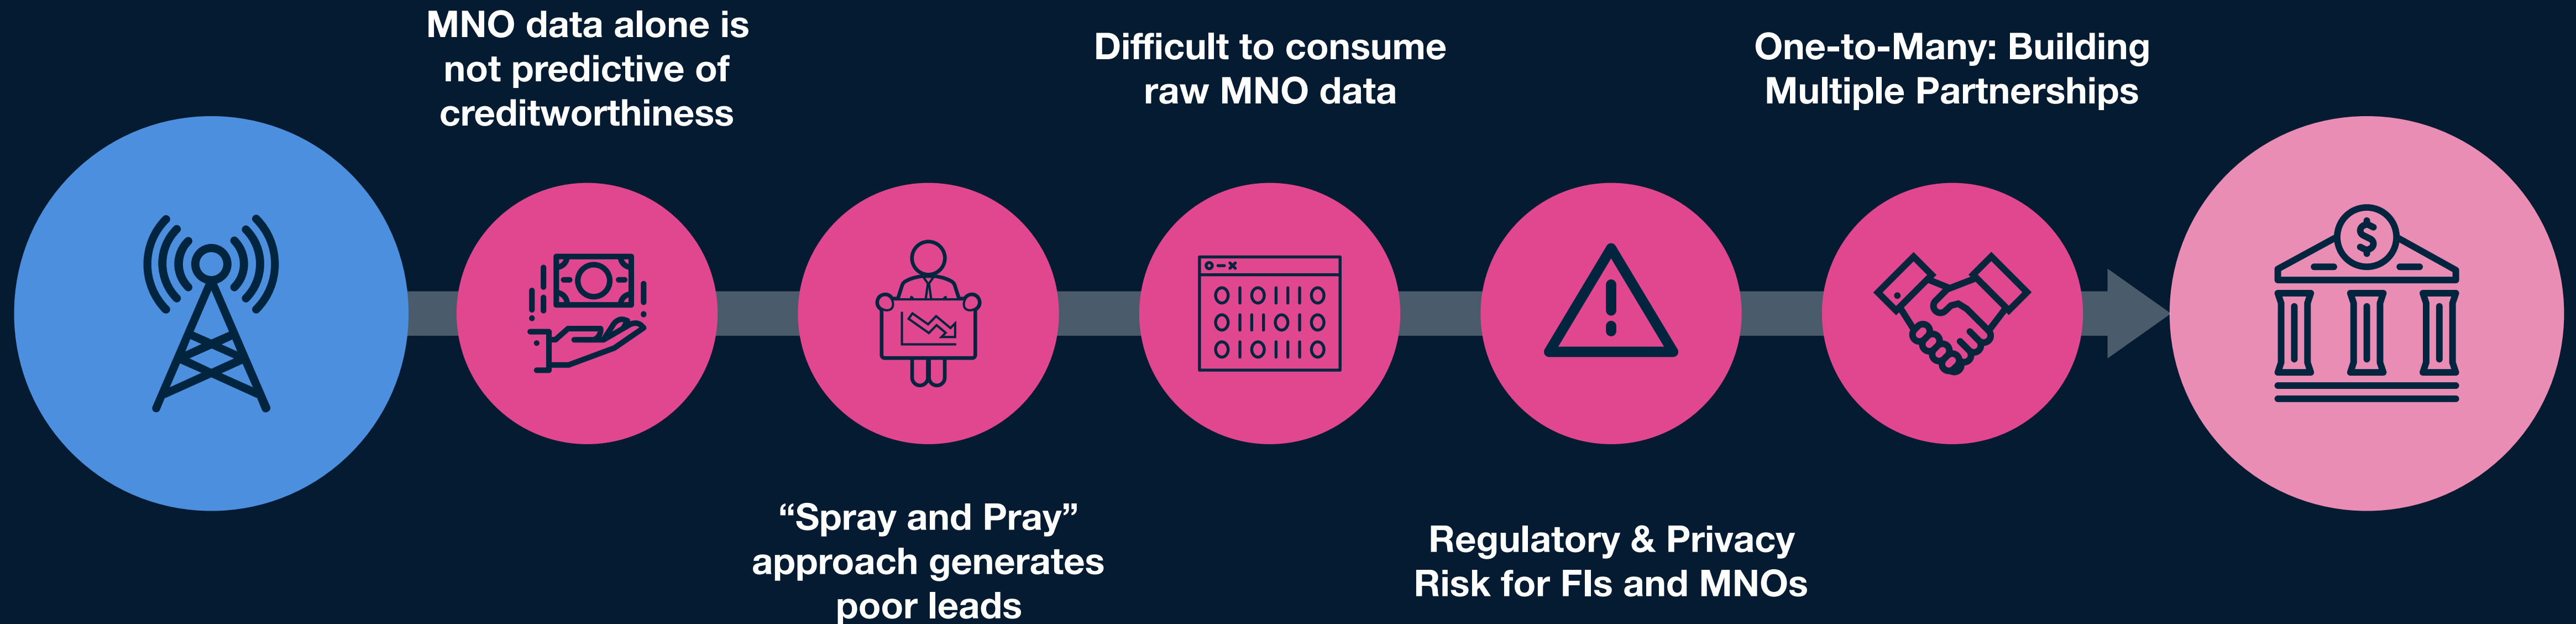 MNO data alone is
not predictive of
creditworthiness
“Spray and Pray”
approach generates
poor leads
Difficult to consume
raw MNO data
O I O I I I O
O I I I O I O
O I O I I I O
Regulatory & Privacy
Risk for FIs and MNOs
One-to-Many: Building
Multiple Partnerships
$